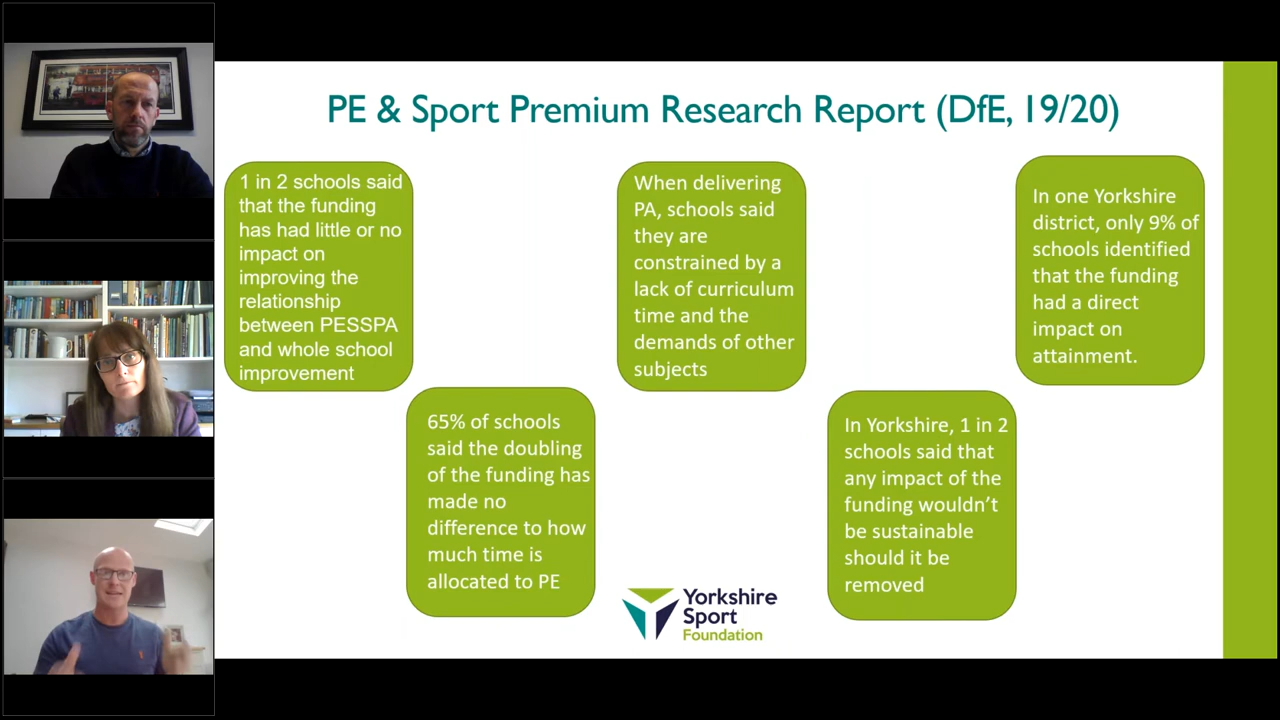 PE & Sport Premium Research Report (DfE, 19/20)
1 in 2 schools said
that the funding
has had little or no
impact on
improving the
relationship
between PESSPA
and whole school
improvement
65% of schools
said the doubling
of the funding has
made no
difference to how
much time is
allocated to PE
When delivering
PA, schools said
they are
constrained by a
lack of curriculum
time and the
demands of other
subjects
In Yorkshire, 1 in 2
schools said that
any impact of the
funding wouldn’t
be sustainable
should it be
removed
In one Yorkshire
district, only 9% of
schools identified
that the funding
had a direct
impact on
attainment.
Yorkshire
Sport
Foundation